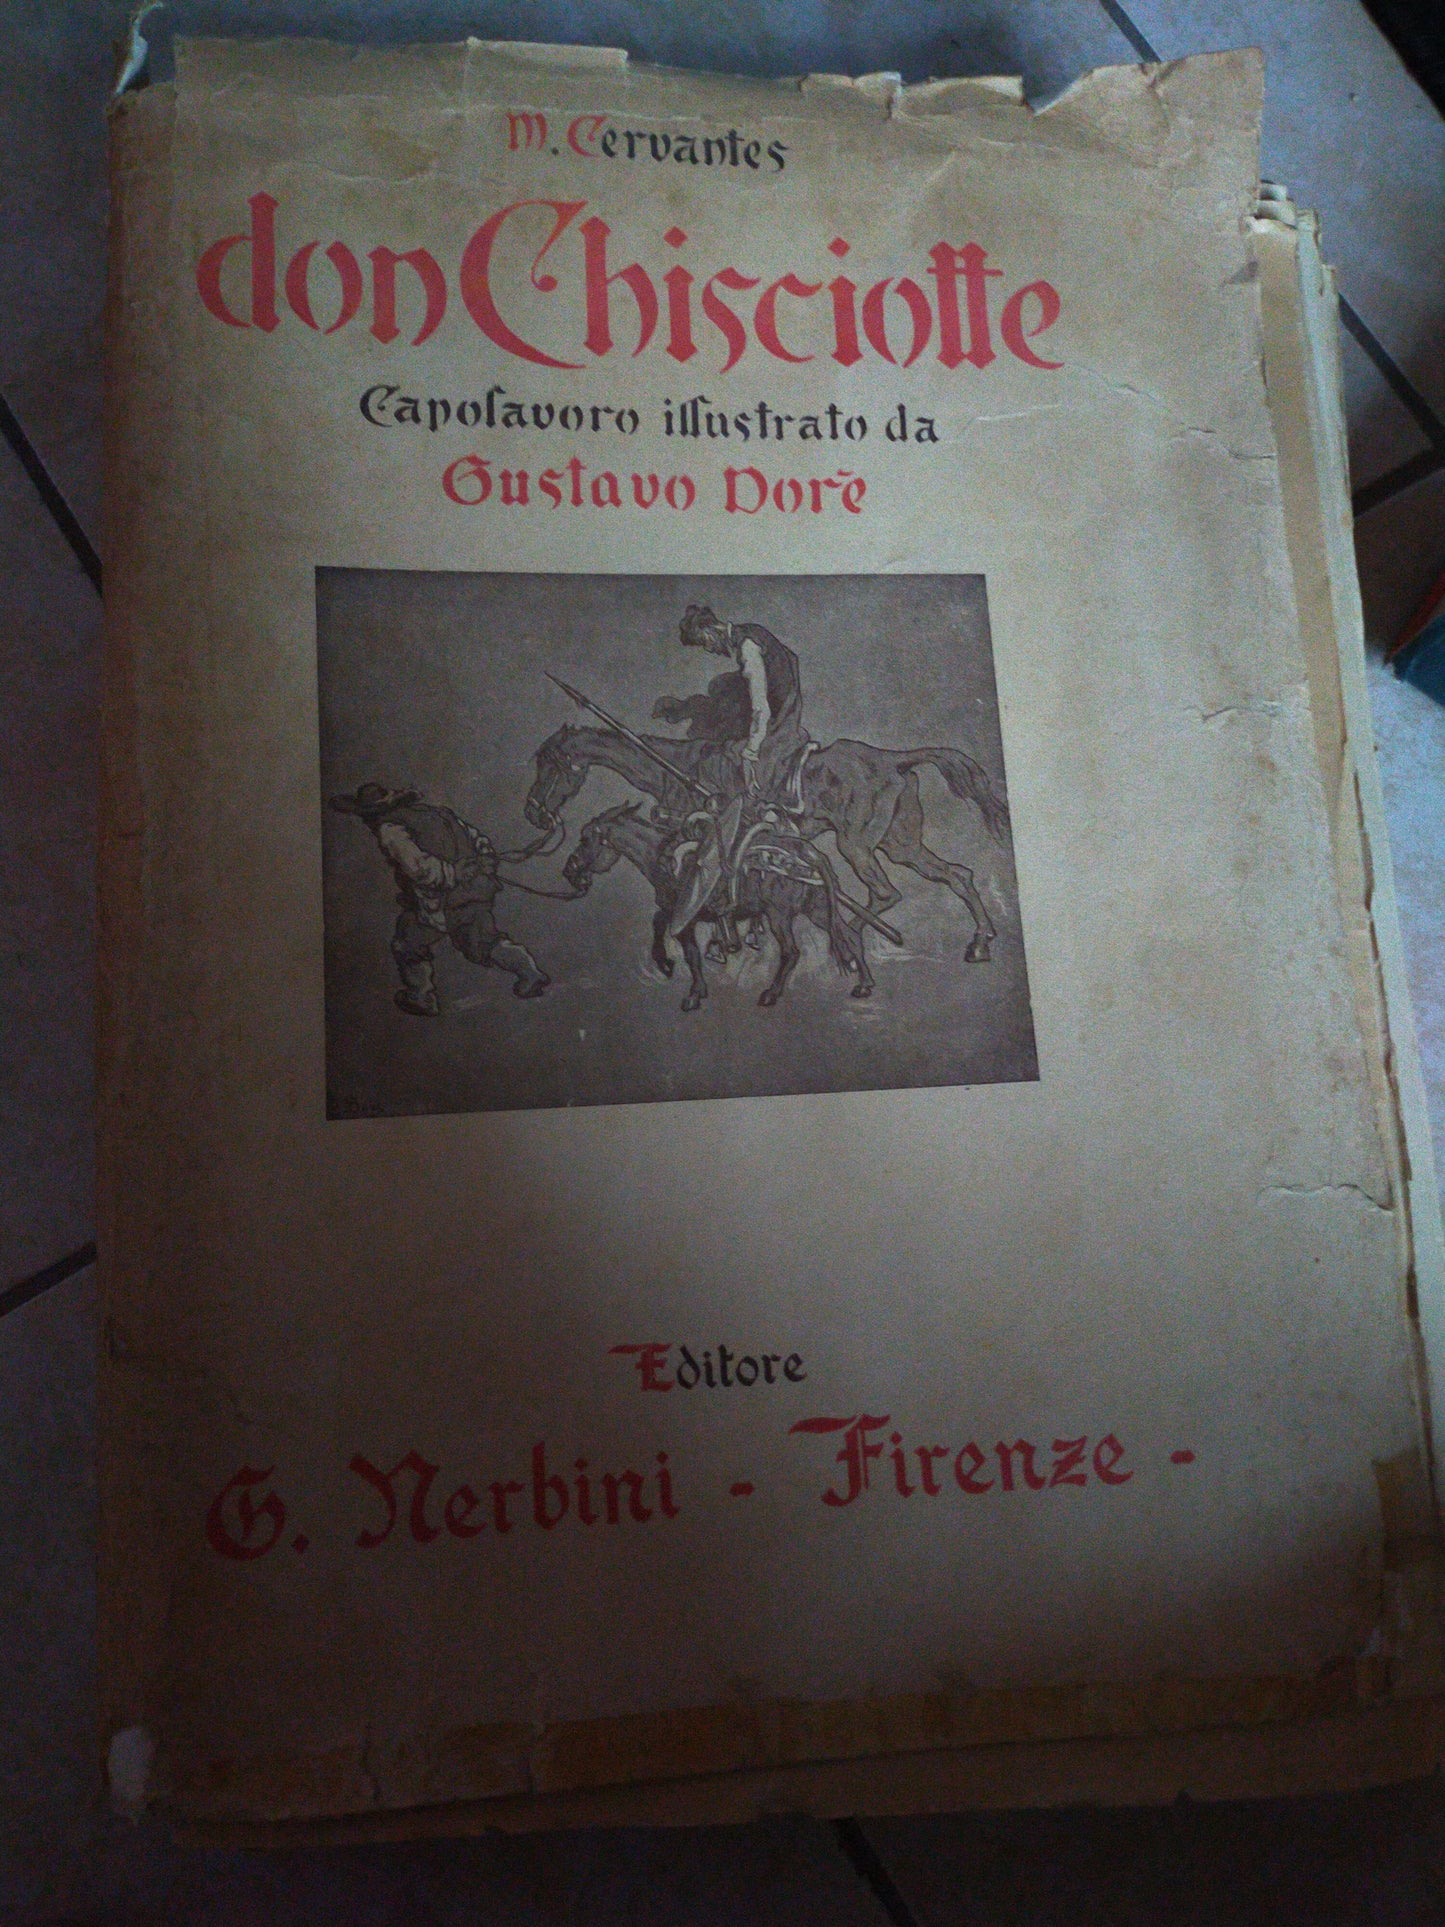 M. Cervantes
don Chisciotte
Capolavoro illustrato da
Gustavo Dorè
Editore
G. Nerbini - Firenze -